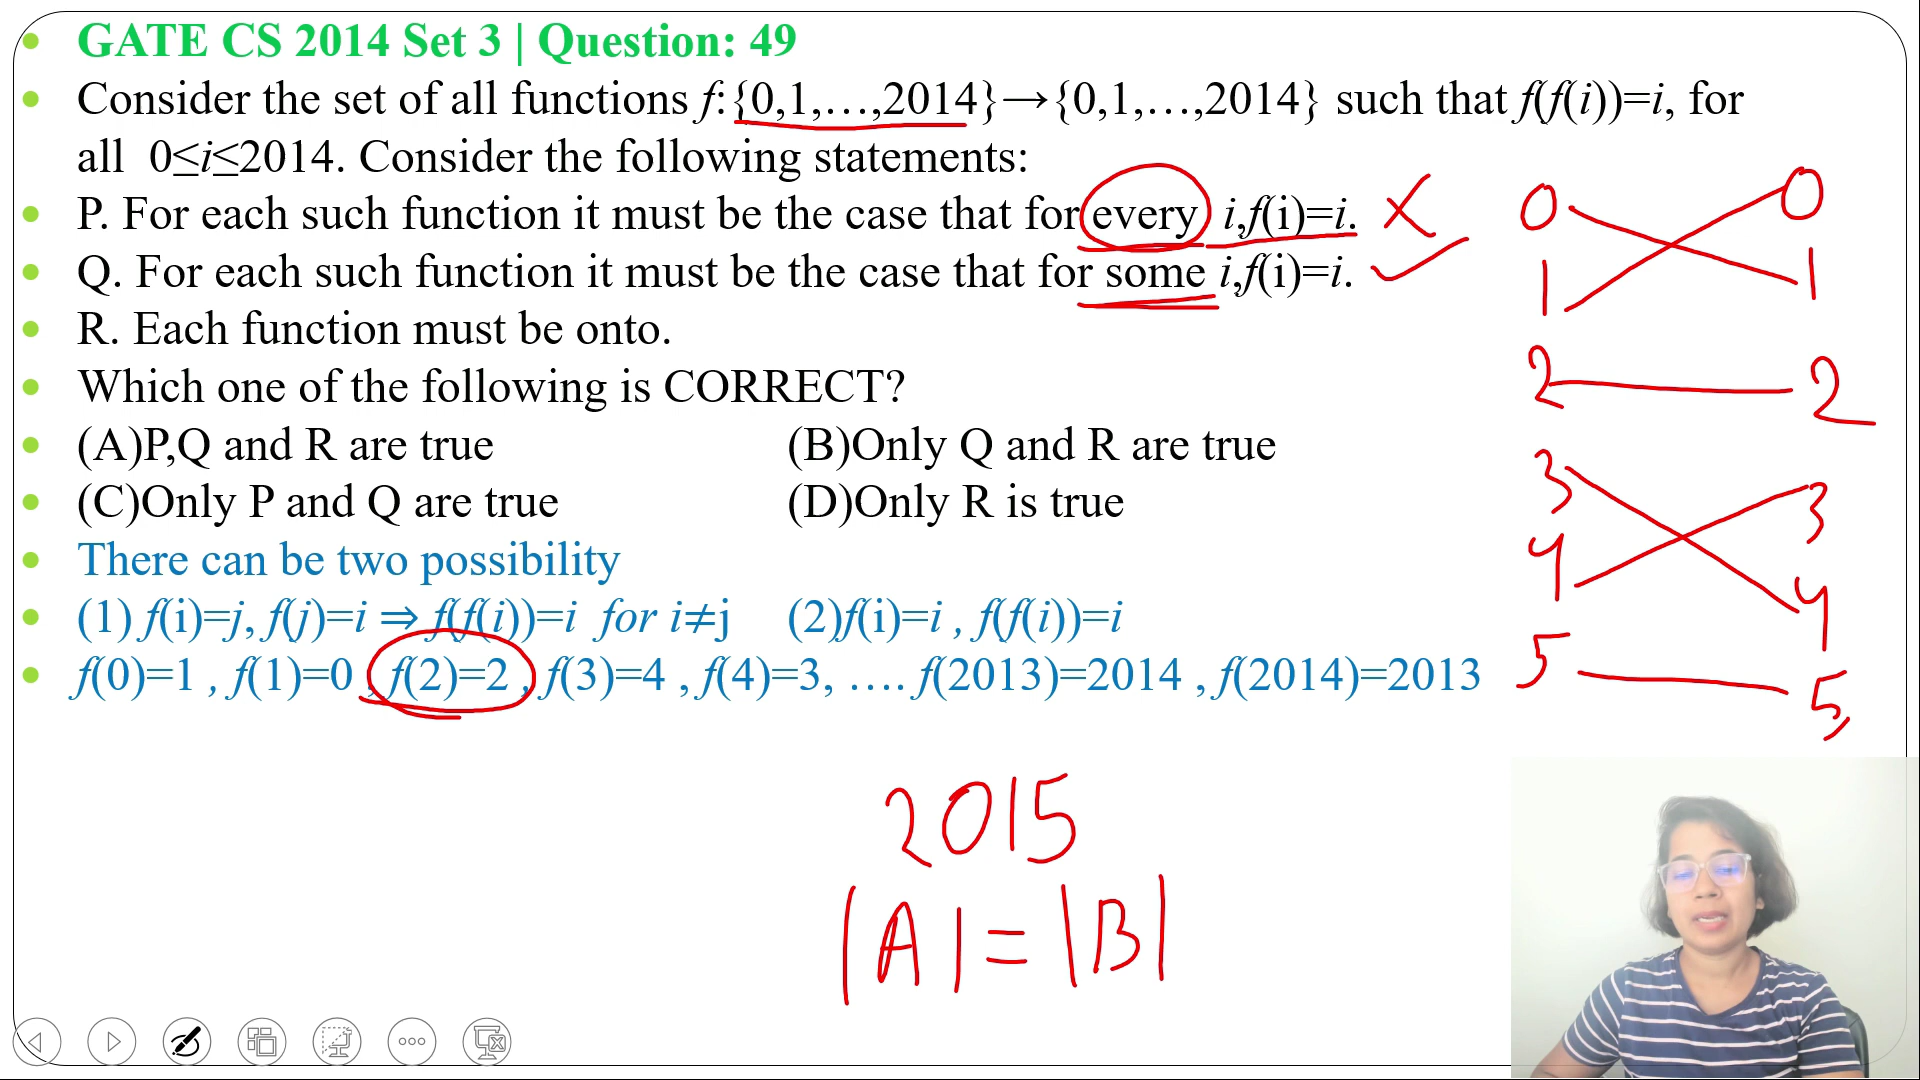 GATE CS 2014 Set 3 | Question: 49
Consider the set of all functions f:{0,1,…,2014}→{0,1,…,2014} such that f(f(i))=i, for
all 0≤i≤2014. Consider the following statements:
P. For each such function it must be the case that for every i,f(i)=i.
Q. For each such function it must be the case that for some i,f(i)=i.
R. Each function must be onto.
Which one of the following is CORRECT?
(A)P,Q and R are true (B)Only Q and R are true
(C)Only P and Q are true (D)Only R is true
There can be two possibility
(1) f(i)=j, f(j)=i ⇒ f(f(i))=i for i≠j (2)f(i)=i , f(f(i))=i
f(0)=1 , f(1)=0 , f(2)=2 , f(3)=4 , f(4)=3, …. f(2013)=2014 , f(2014)=2013
0 0
1 1
2 2
3 3
4 4
5 5
2015
|A|=|B|